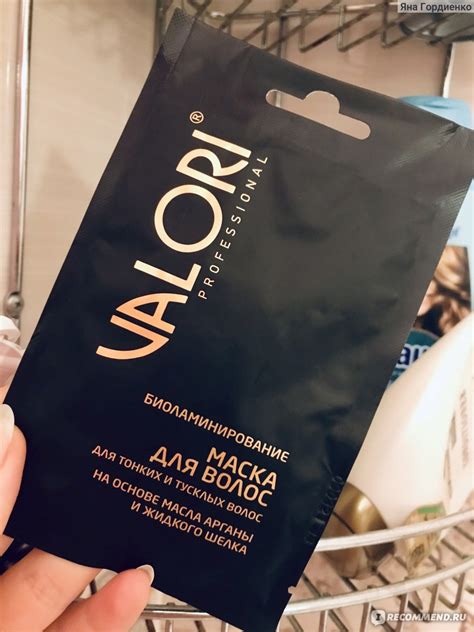 Яна Гордиенко
VALORI®
PROFESSIONAL
БИОЛАМИНИРОВАНИЕ
МАСКА
ДЛЯ ВОЛОС
ДЛЯ ТОНКИХ И ТУСКЛЫХ ВОЛОС
НА ОСНОВЕ МАСЛА АРГАНЫ
И ЖИДКОГО ШЕЛКА
IRECOMMEND.RU